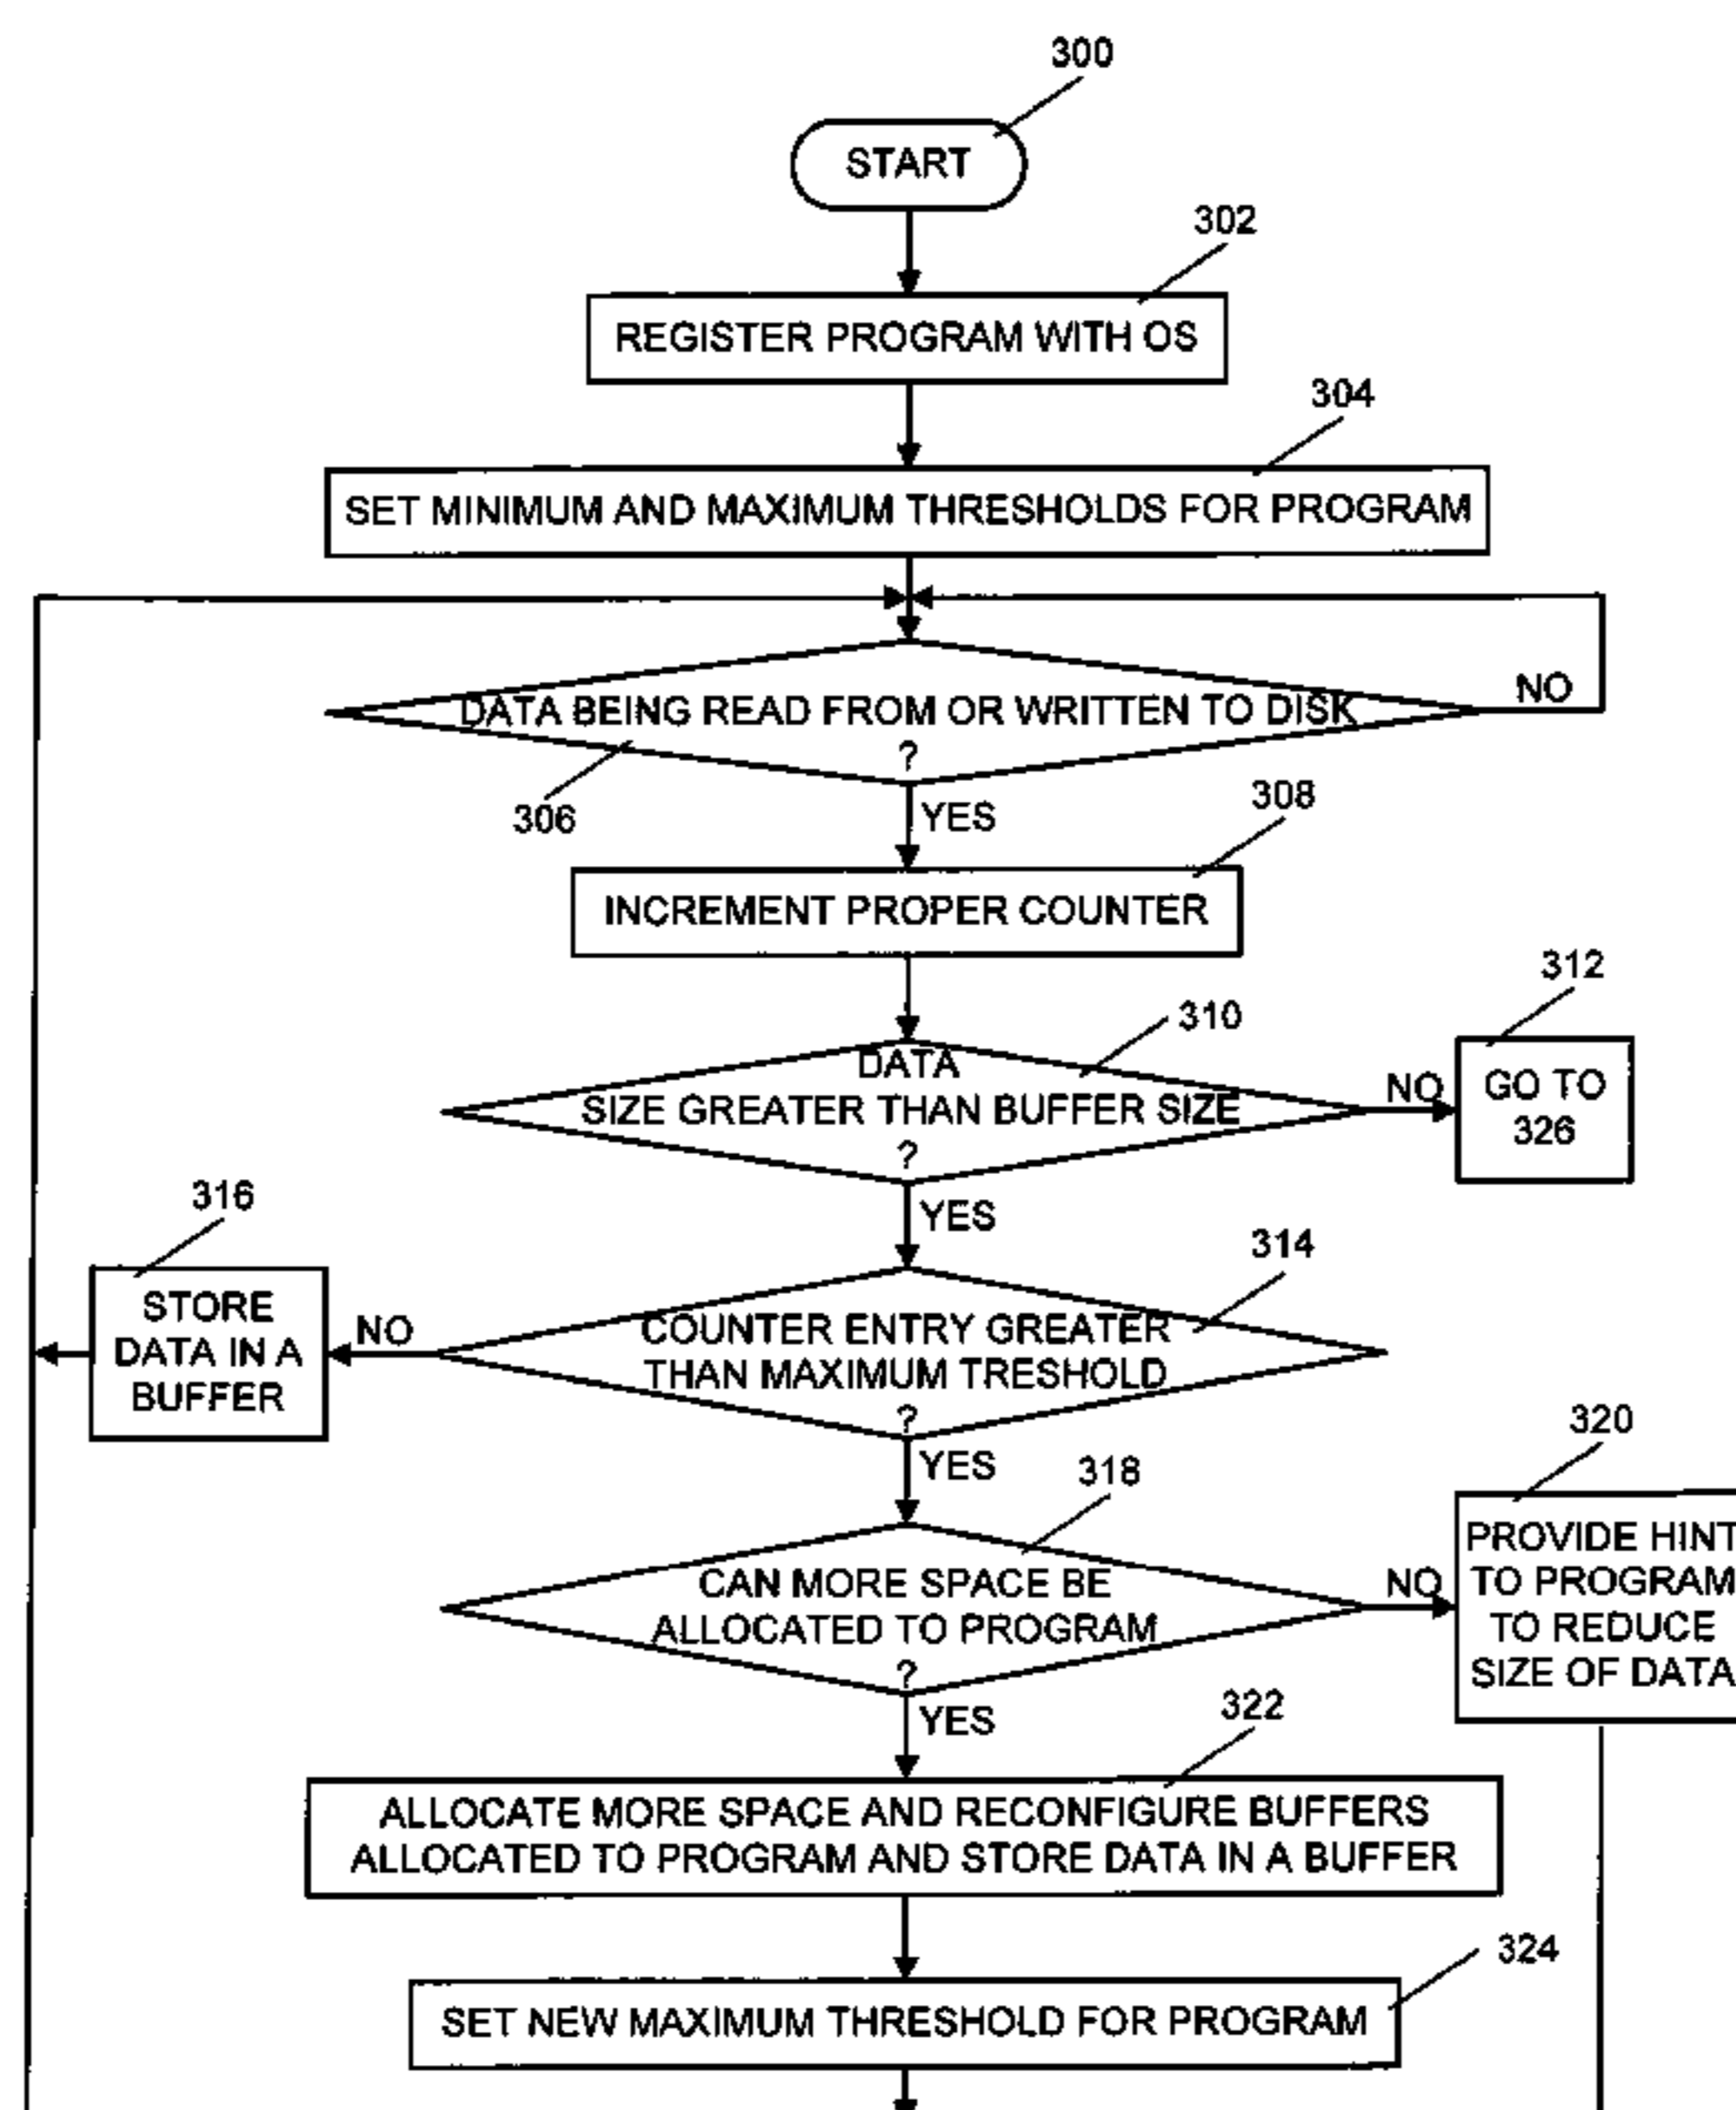 300
START
302
REGISTER PROGRAM WITH OS
304
SET MINIMUM AND MAXIMUM THRESHOLDS FOR PROGRAM
DATA BEING READ FROM OR WRITTEN TO DISK
?
NO
306
YES
308
INCREMENT PROPER COUNTER
312
310
DATA
SIZE GREATER THAN BUFFER SIZE
?
NO
GO TO
326
YES
316
STORE
DATA IN A
BUFFER
NO
314
COUNTER ENTRY GREATER
THAN MAXIMUM TRESHOLD
?
YES
318
CAN MORE SPACE BE
ALLOCATED TO PROGRAM
?
NO
320
PROVIDE HINT
TO PROGRAM
TO REDUCE
SIZE OF DATA
YES
322
ALLOCATE MORE SPACE AND RECONFIGURE BUFFERS
ALLOCATED TO PROGRAM AND STORE DATA IN A BUFFER
324
SET NEW MAXIMUM THRESHOLD FOR PROGRAM